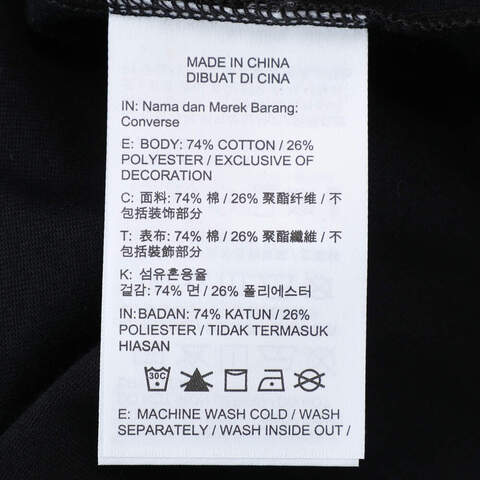 MADE IN CHINA
DIBUAT DI CINA
IN: Nama dan Merek Barang:
Converse
E: BODY: 74% COTTON / 26%
POLYESTER / EXCLUSIVE OF
DECORATION
C: 面料: 74% 棉 / 26% 聚酯纤维 / 不
包括装饰部分
T: 表布: 74% 棉 / 26% 聚酯纖維 / 不
包括裝飾部分
K: 섬유혼용율
겉감: 74% 면 / 26% 폴리에스터
IN: BADAN: 74% KATUN / 26%
POLIESTER / TIDAK TERMASUK
HIASAN
30C
E: MACHINE WASH COLD / WASH
SEPARATELY / WASH INSIDE OUT /